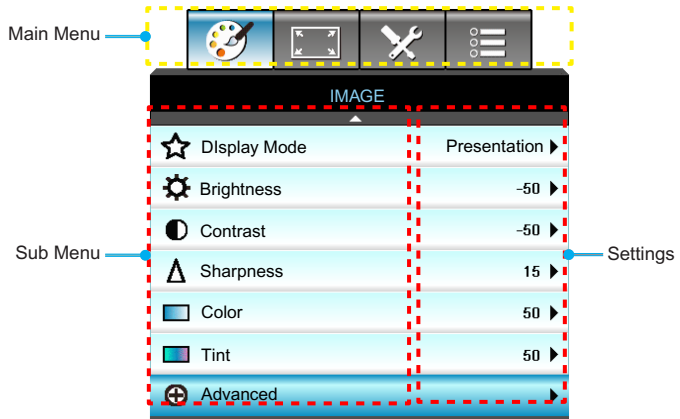 Main Menu
IMAGE
DIsplay Mode Presentation
Brightness -50
Contrast -50
Sub Menu
Settings
Sharpness 15
Color 50
Tint 50
Advanced